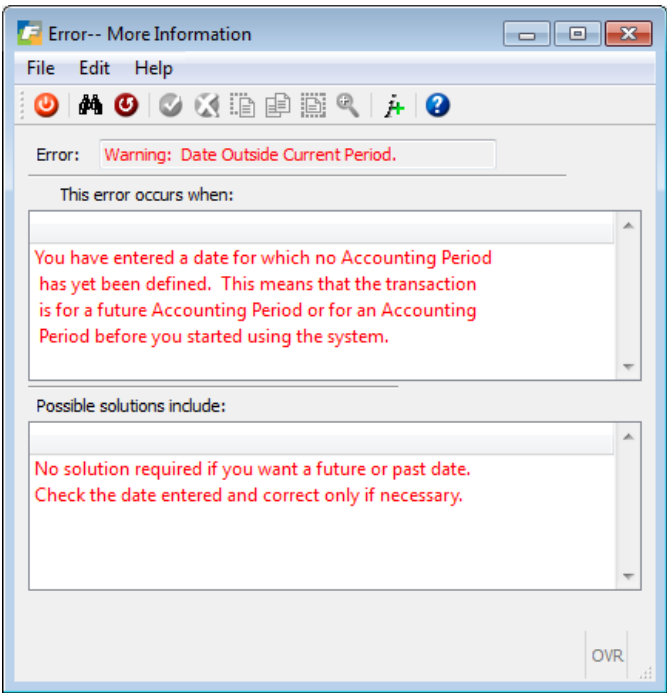 Error-- More Information
File Edit Help
Error: Warning: Date Outside Current Period.
This error occurs when:
You have entered a date for which no Accounting Period
has yet been defined. This means that the transaction
is for a future Accounting Period or for an Accounting
Period before you started using the system.
Possible solutions include:
No solution required if you want a future or past date.
Check the date entered and correct only if necessary.
OVR